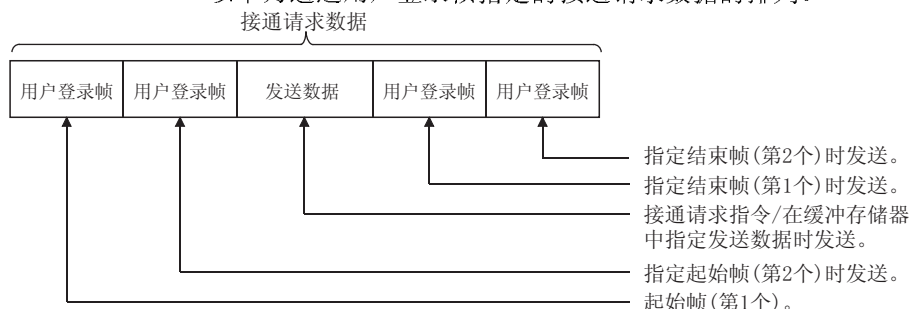 接通请求数据
用户登录帧 用户登录帧 发送数据 用户登录帧 用户登录帧
指定结束帧(第2个)时发送。
指定结束帧(第1个)时发送。
接通请求指令/在缓冲存储器
中指定发送数据时发送。
指定起始帧(第2个)时发送。
起始帧(第1个)。